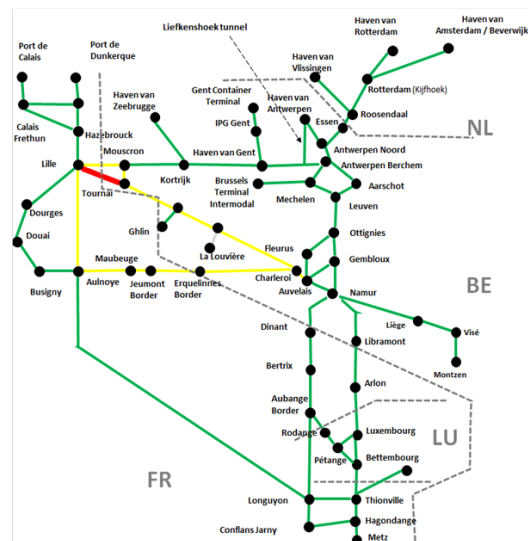 Haven van
Rotterdam
Haven van
Amsterdam / Beverwijk
Port de
Calais
Port de
Dunkerque
Liefkenshoek tunnel
Haven van
Vlissingen
Rotterdam (Kijfhoek)
Haven van
Zeebrugge
Gent Container
Terminal
Haven van
Antwerpen
Roosendaal
Essen
NL
Calais
Frethun
Hazebrouck
IPG Gent
Mouscron
Antwerpen Noord
Lille
Kortrijk
Haven van Gent
Antwerpen Berchem
Tournai
Brussels
Terminal
Intermodal
Mechelen
Aarschot
Leuven
Dourges
Ghlin
Ottignies
Douai
La Louvière
Fleurus
Gembloux
Maubeuge
Charleroi
BE
Busigny
Aulnoye
Jeumont
Border
Erquelinnes
Border
Auvelais
Namur
Liège
Visé
Dinant
Libramont
Montzen
Bertrix
Arlon
Aubange
Border
Rodange
Luxembourg
LU
Pétange
Bettembourg
FR
Longuyon
Thionville
Conflans Jarny
Hagondange
Metz